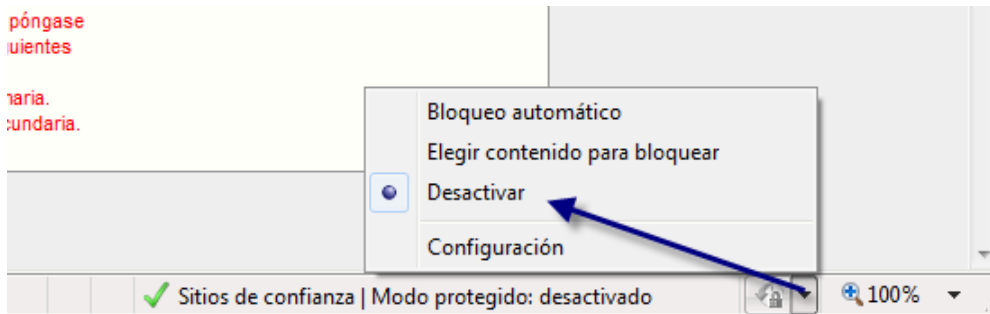 póngase
uientes
naria.
cundaria.
Bloqueo automático
Elegir contenido para bloquear
Desactivar
Configuración
Sitios de confianza | Modo protegido: desactivado
100%